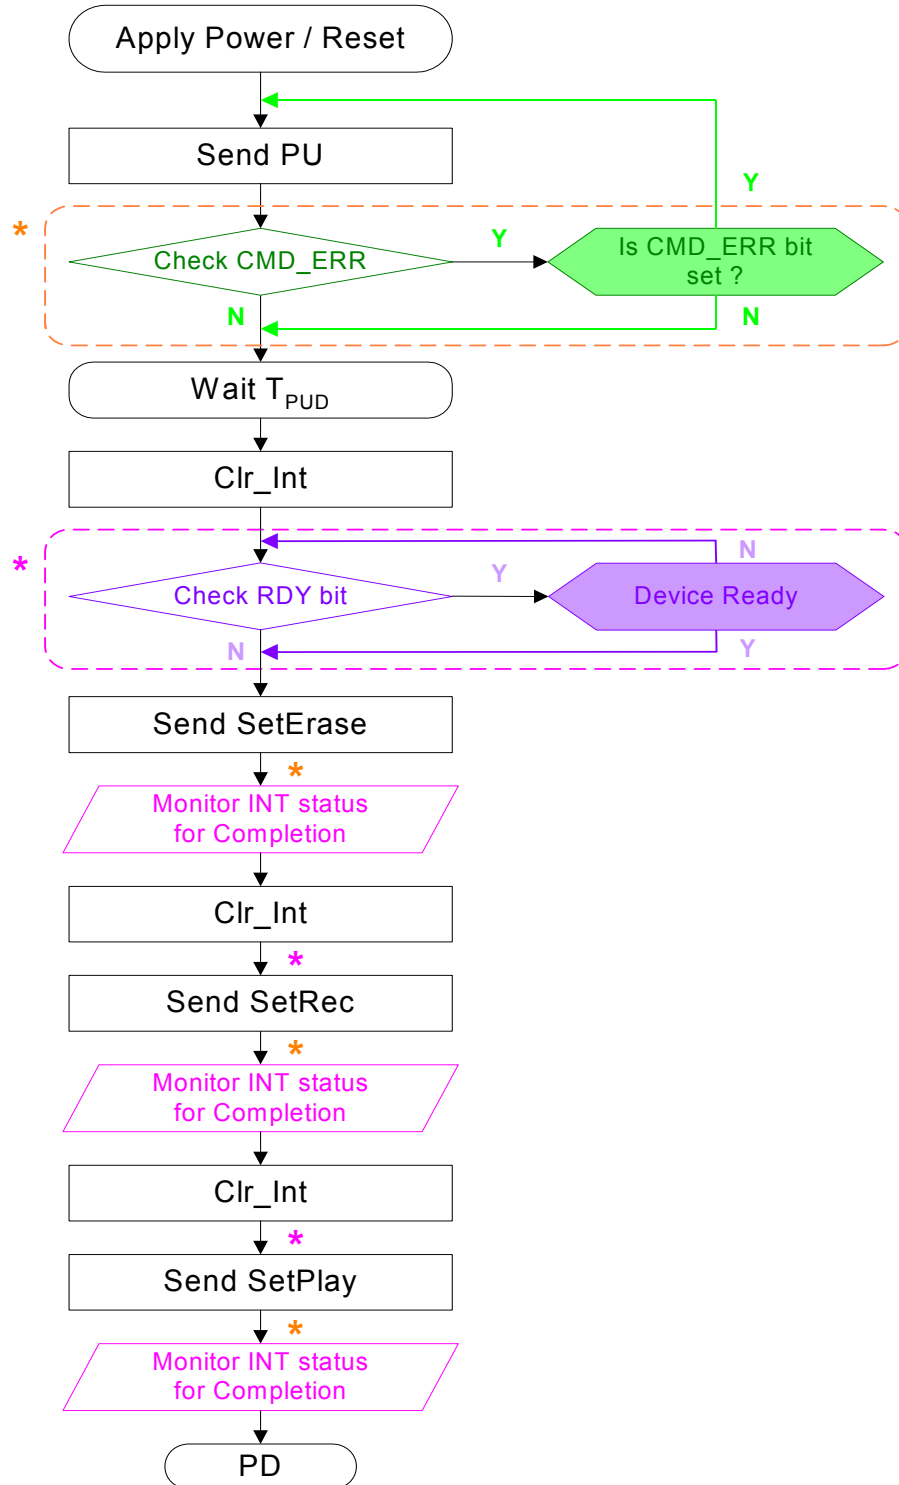 Apply Power / Reset
Send PU
Y
*
Check CMD_ERR
Y
Is CMD_ERR bit
set ?
N
N
Wait TPUD
Clr_Int
*
N
Check RDY bit
Y
Device Ready
N
Y
Send SetErase
*
Monitor INT status
for Completion
Clr_Int
*
Send SetRec
*
Monitor INT status
for Completion
Clr_Int
*
Send SetPlay
*
Monitor INT status
for Completion
PD